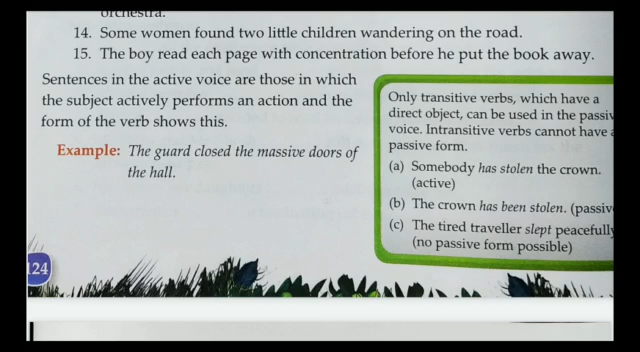 orchestra.
14. Some women found two little children wandering on the road.
15. The boy read each page with concentration before he put the book away.
Sentences in the active voice are those in which
the subject actively performs an action and the
form of the verb shows this.
Example: The guard closed the massive doors of
the hall.
Only transitive verbs, which have a
direct object, can be used in the passiv
voice. Intransitive verbs cannot have a
passive form.
(a) Somebody has stolen the crown.
(active)
(b) The crown has been stolen. (passiv
(c) The tired traveller slept peacefully
(no passive form possible)
124